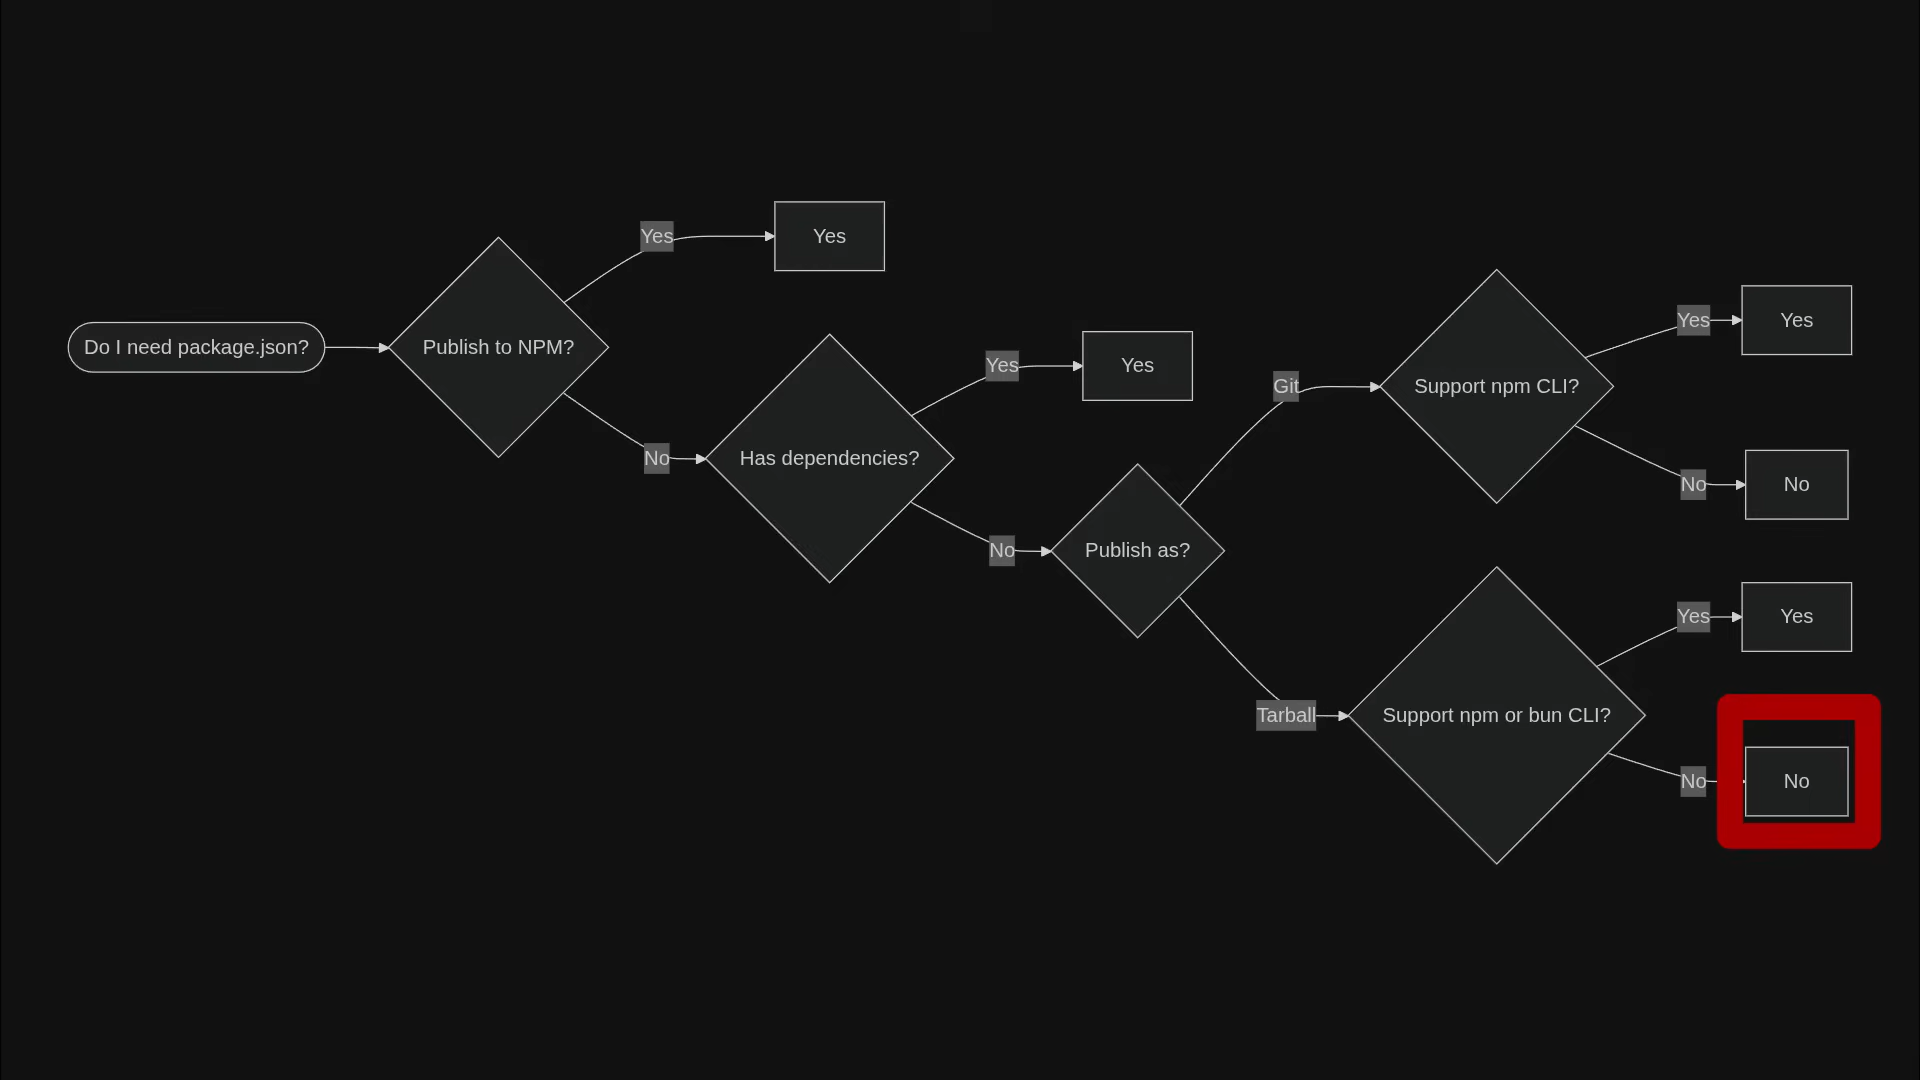 Do I need package.json?
Publish to NPM?
Yes
Yes
No
Has dependencies?
Yes
Yes
No
Publish as?
Git
Support npm CLI?
Yes
Yes
No
No
Tarball
Support npm or bun CLI?
Yes
Yes
No
No